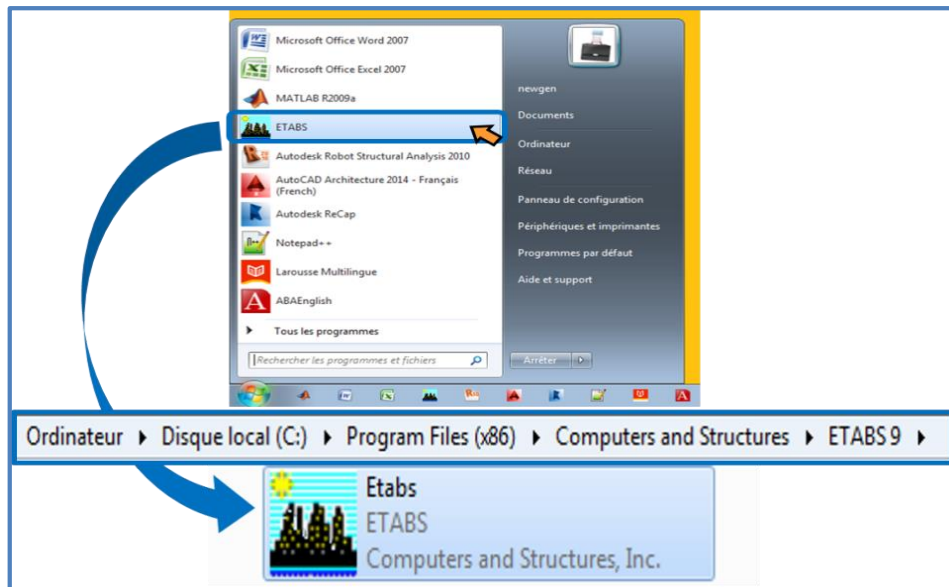 Microsoft Office Word 2007
Microsoft Office Excel 2007
MATLAB R2009a
ETABS
Autodesk Robot Structural Analysis 2010
AutoCAD Architecture 2014 - Français
(French)
Autodesk ReCap
Notepad++
Larousse Multilingue
ABAEnglish
Tous les programmes
Rechercher les programmes et fichiers
newgen
Documents
Ordinateur
Réseau
Panneau de configuration
Périphériques et imprimantes
Programmes par défaut
Aide et support
Arrêter
Ordinateur ▸ Disque local (C:) ▸ Program Files (x86) ▸ Computers and Structures ▸ ETABS 9 ▸
Etabs
ETABS
Computers and Structures, Inc.